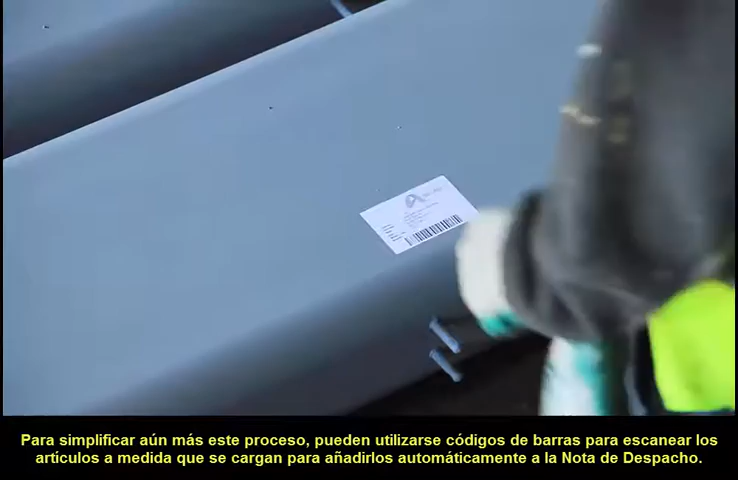 Para simplificar aún más este proceso, pueden utilizarse códigos de barras para escanear los
artículos a medida que se cargan para añadirlos automáticamente a la Nota de Despacho.